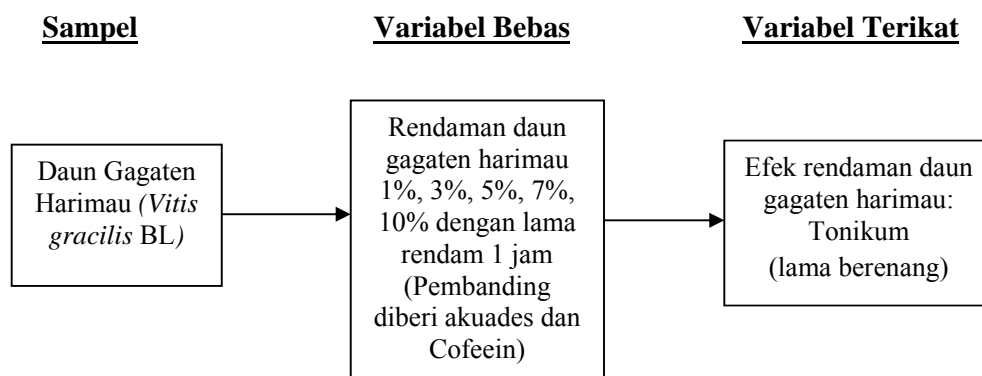 Sampel
Variabel Bebas
Variabel Terikat
Daun Gagaten
Harimau (Vitis
gracilis BL)
Rendaman daun
gagaten harimau
1%, 3%, 5%, 7%,
10% dengan lama
rendam 1 jam
(Pembanding
diberi akuades dan
Cofeein)
Efek rendaman daun
gagaten harimau:
Tonikum
(lama berenang)